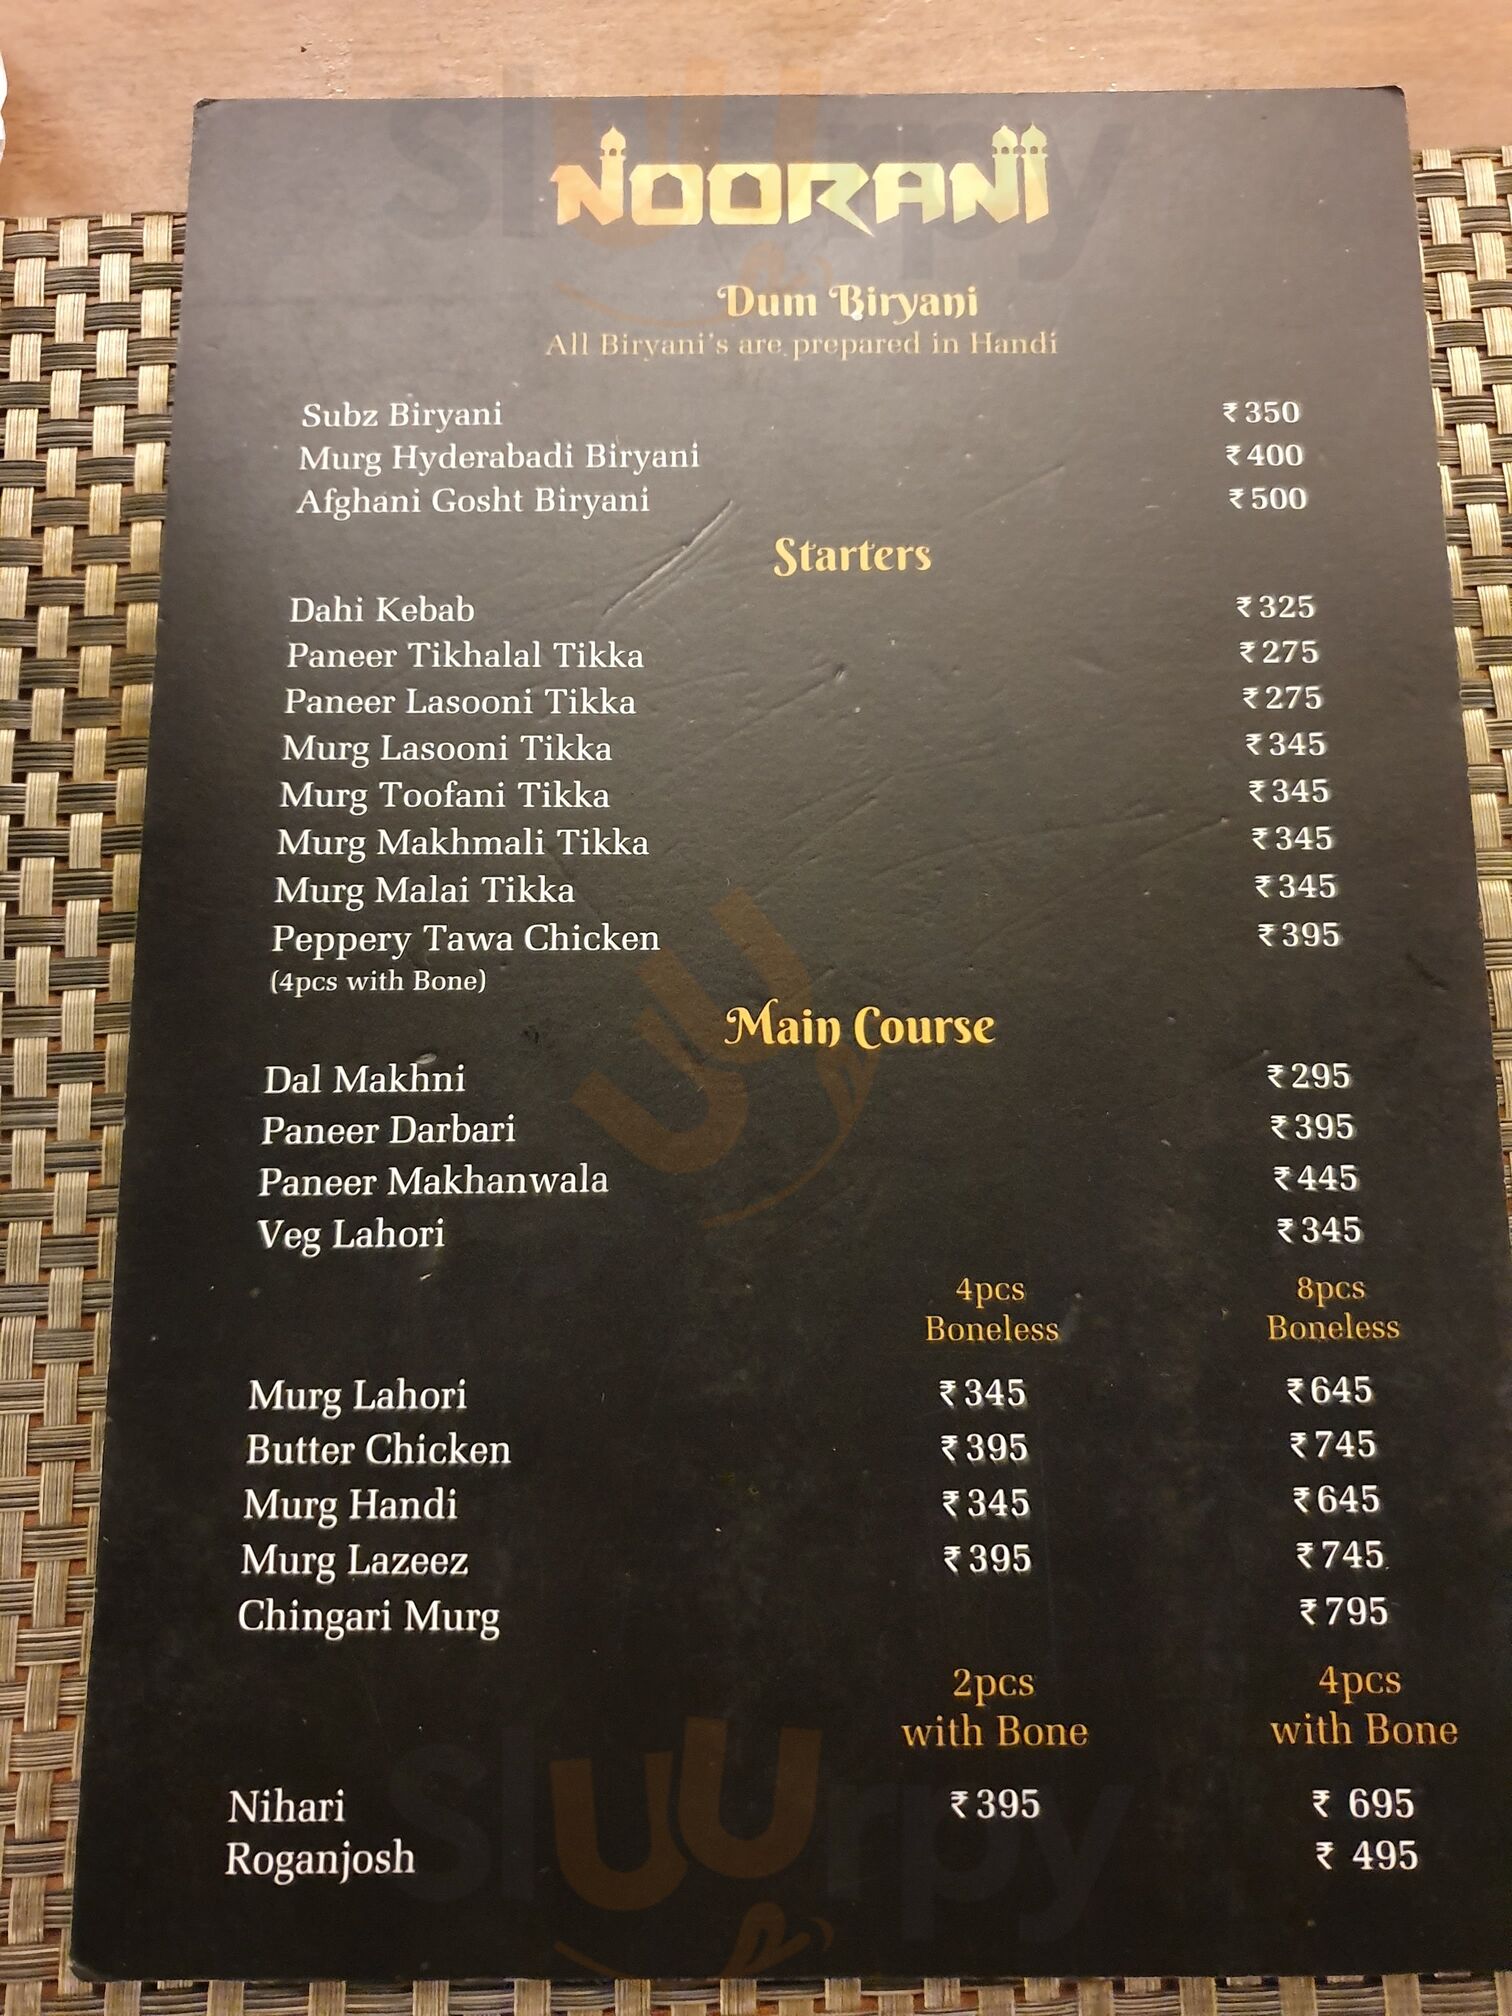 NOORANI
Dum Biryani
All Biryani's are prepared in Handi
Subz Biryani ₹350
Murg Hyderabadi Biryani ₹400
Afghani Gosht Biryani ₹500
Starters
Dahi Kebab ₹325
Paneer Tikhalal Tikka ₹275
Paneer Lasooni Tikka ₹275
Murg Lasooni Tikka ₹345
Murg Toofani Tikka ₹345
Murg Makhmali Tikka ₹345
Murg Malai Tikka ₹345
Peppery Tawa Chicken ₹395
(4pcs with Bone)
Main Course
Dal Makhni ₹295
Paneer Darbari ₹395
Paneer Makhanwala ₹445
Veg Lahori ₹345
4pcs 8pcs
Boneless Boneless
Murg Lahori ₹345 ₹645
Butter Chicken ₹395 ₹745
Murg Handi ₹345 ₹645
Murg Lazeez ₹395 ₹745
Chingari Murg ₹795
2pcs 4pcs
with Bone with Bone
Nihari ₹395 ₹ 695
Roganjosh ₹ 495
Sluurpy
Sluurpy